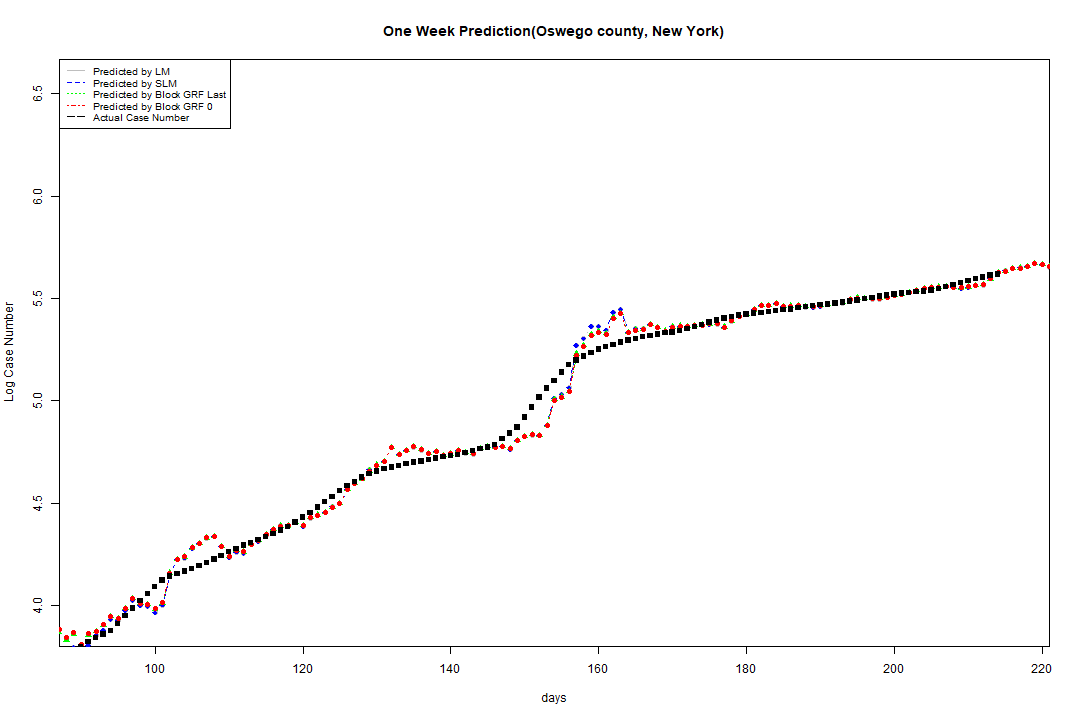 One Week Prediction(Oswego county, New York)
Predicted by LM
Predicted by SLM
Predicted by Block GRF Last
Predicted by Block GRF 0
Actual Case Number
6.5
6.0
5.5
5.0
4.5
4.0
Log Case Number
100 120 140 160 180 200 220
days